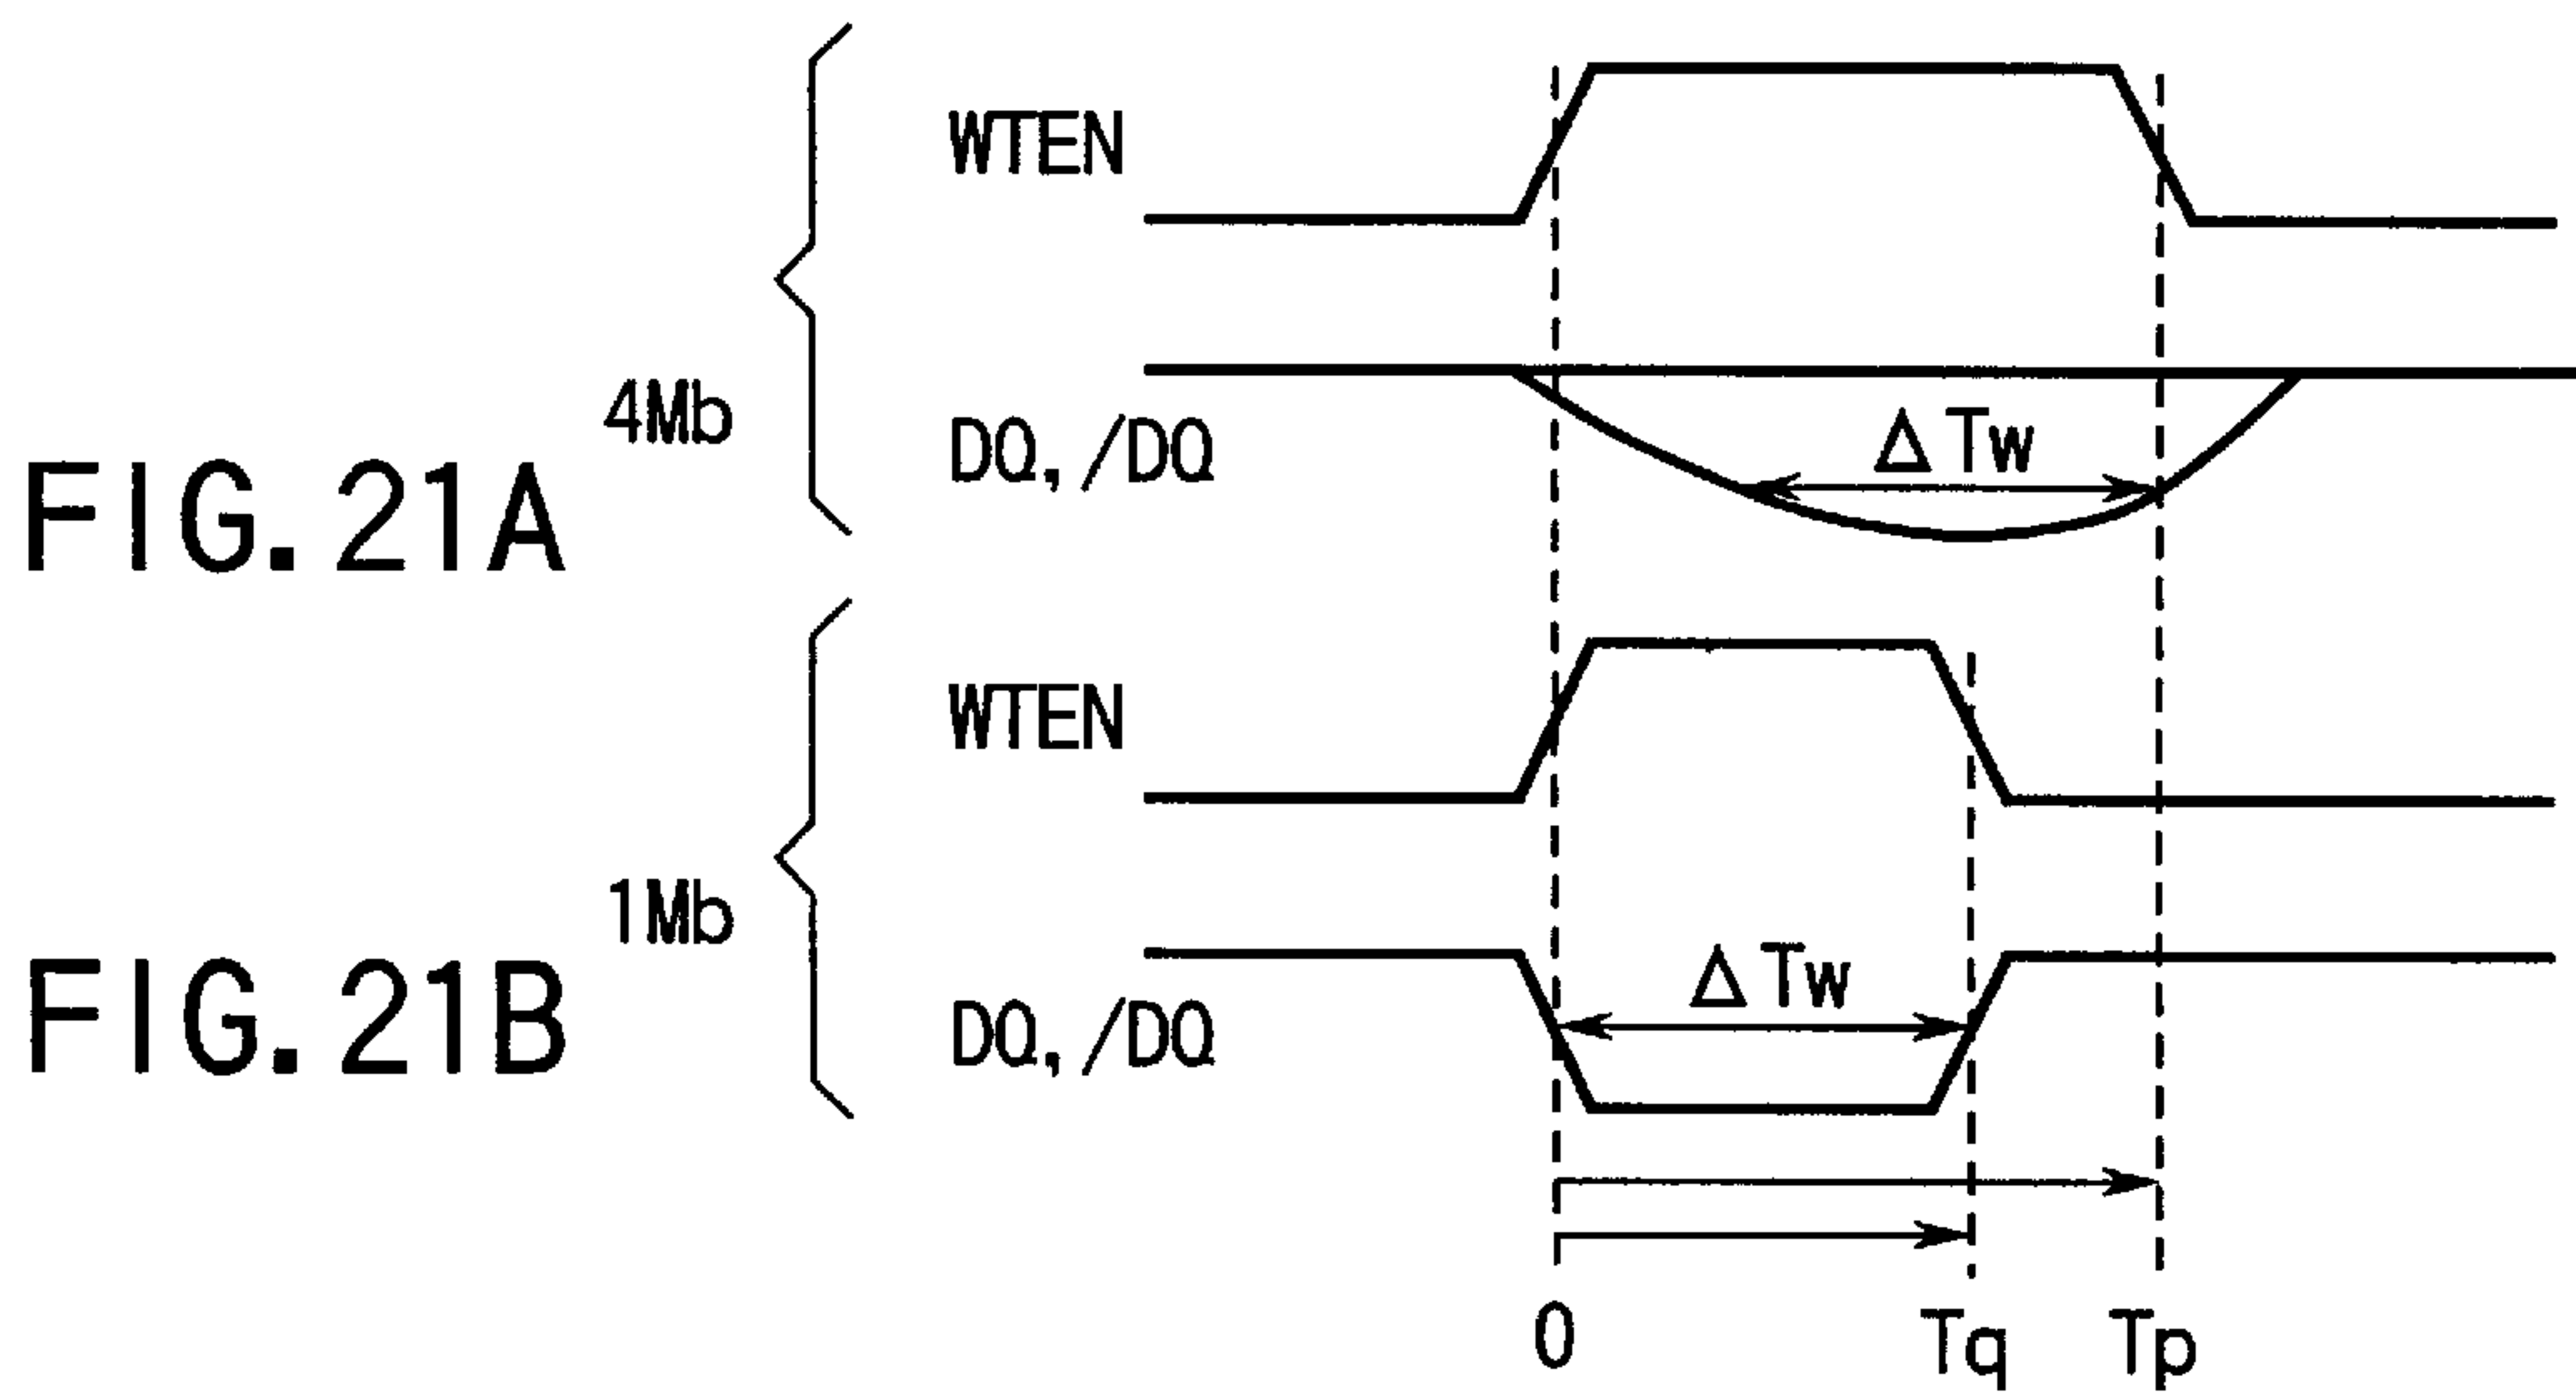 WTEN
4Mb
DQ, /DQ
ΔTw
FIG. 21A
WTEN
1Mb
DQ, /DQ
ΔTw
FIG. 21B
0 Tq Tp